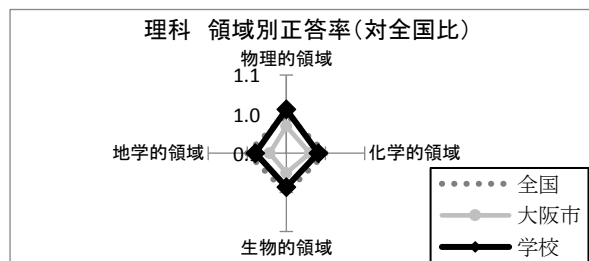 理科 領域別正答率(対全国比)
物理的領域
1.1
1.0
地学的領域
化学的領域
生物的領域
全国
大阪市
学校